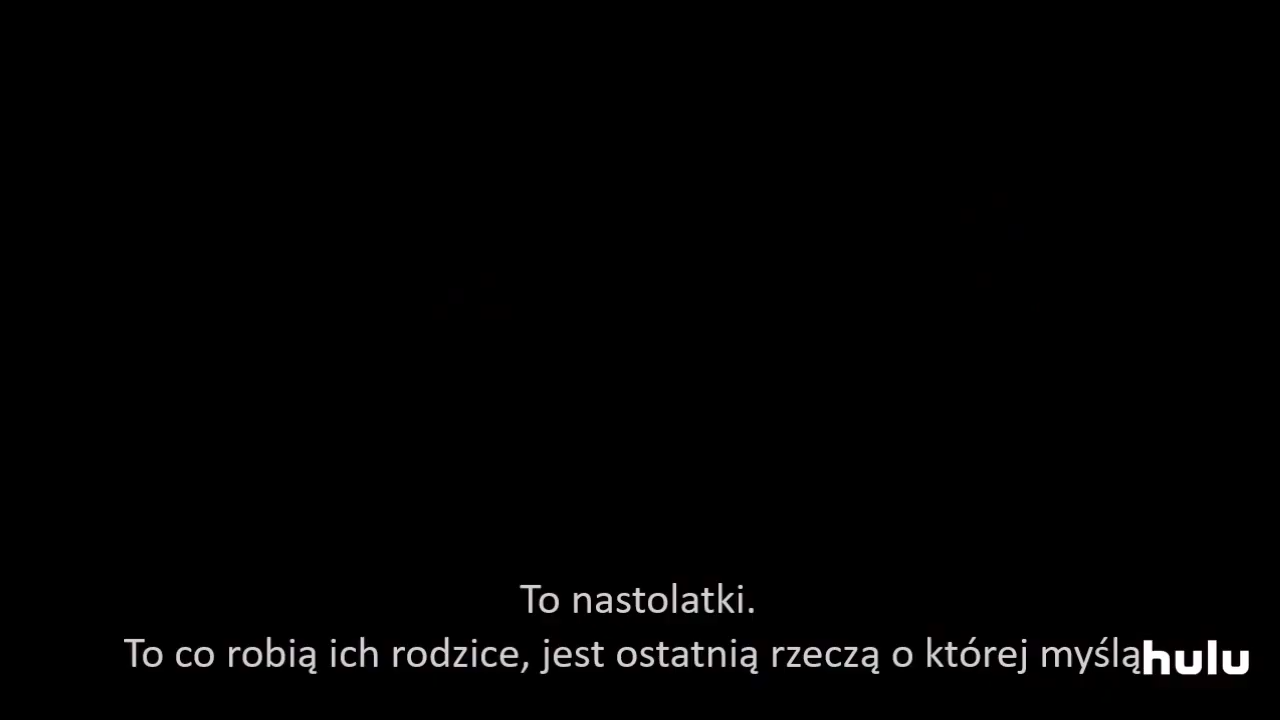 To nastolatki.
To co robią ich rodzice, jest ostatnią rzeczą o której myślą
hulu